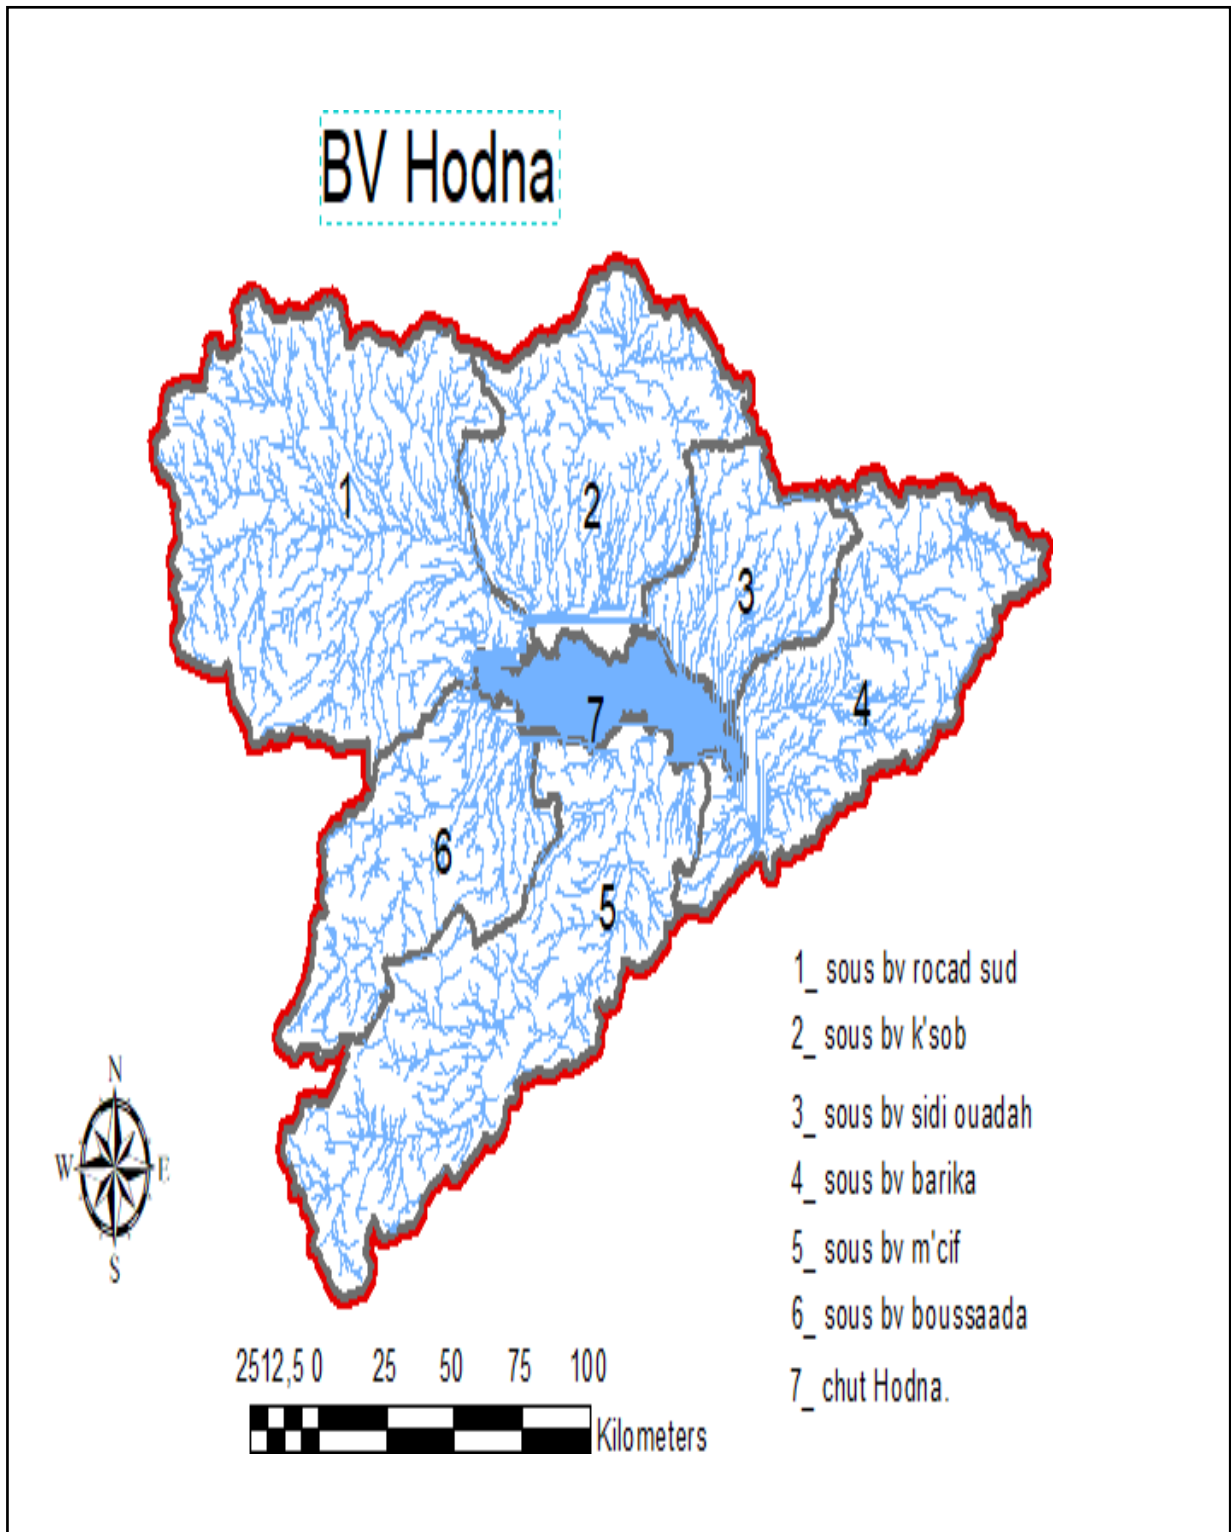 BV Hodna
1
2
3
4
7
6
5
1_ sous bv rocad sud
2_ sous bv k'sob
3_ sous bv sidi ouadah
4_ sous bv barika
5_ sous bv m'cif
6_ sous bv boussaada
7_ chut Hodna.
N
W E
S
2512,5 0 25 50 75 100
Kilometers